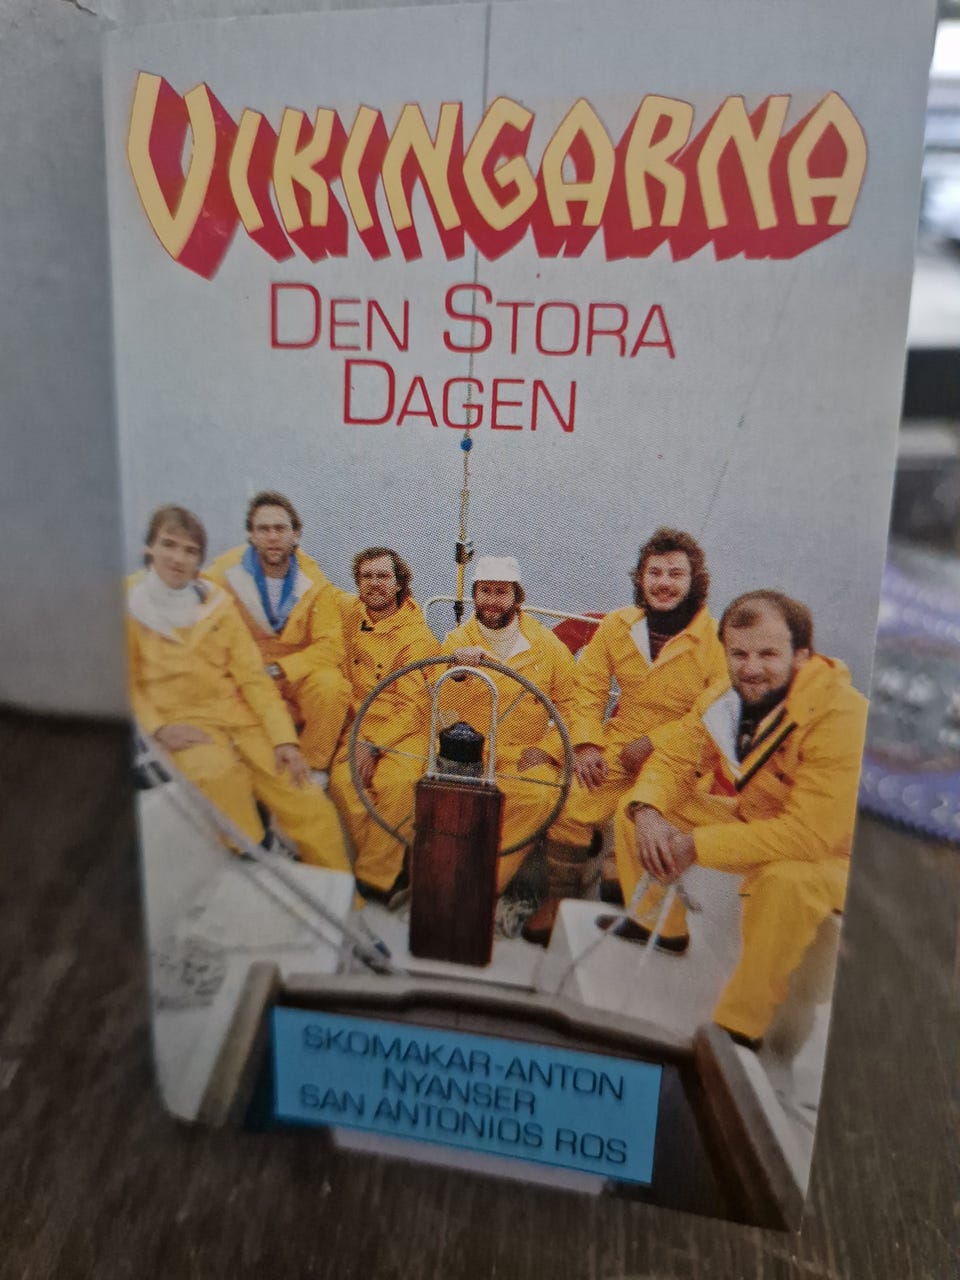 VIKINGARNA
DEN STORA
DAGEN
SKOMAKAR-ANTON
NYANSER
SAN ANTONIOS ROS